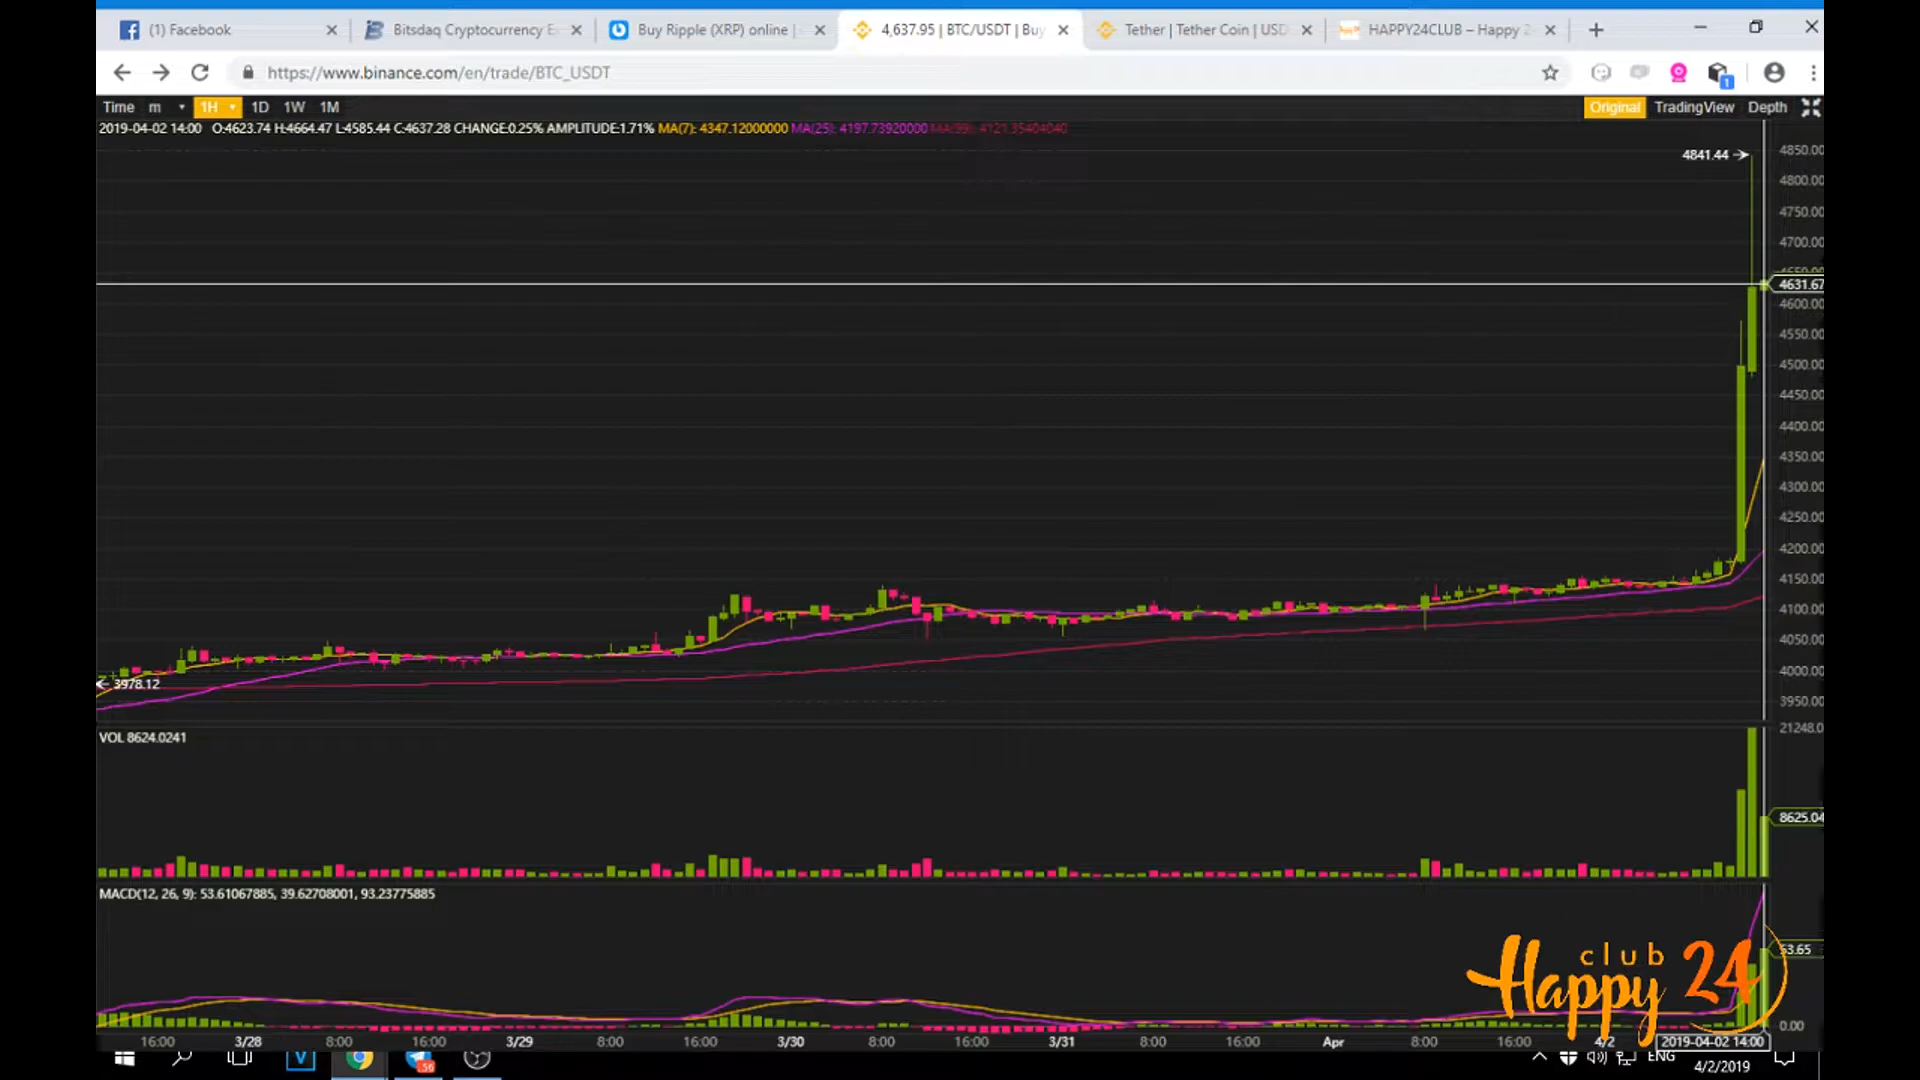 (1) Facebook
Bitsdaq Cryptocurrency E
Buy Ripple (XRP) online |
4,637.95 | BTC/USDT | Buy
Tether | Tether Coin | USD
HAPPY24CLUB – Happy 2
https://www.binance.com/en/trade/BTC_USDT
1
Time m 1H 1D 1W 1M
Original TradingView Depth
2019-04-02 14:00 O:4623.74 H:4664.47 L:4585.44 C:4637.28 CHANGE:0.25% AMPLITUDE:1.71% MA(7): 4347.12000000 MA(25): 4197.73920000 MA(99): 4121.35404040
4841.44
4850.00
4800.00
4750.00
4700.00
4650.00
4631.67
4600.00
4550.00
4500.00
4450.00
4400.00
4350.00
4300.00
4250.00
4200.00
4150.00
4100.00
4050.00
4000.00
3950.00
3978.12
VOL 8624.0241
21248.0
8625.04
MACD(12, 26, 9): 53.61067885, 39.62708001, 93.23775885
53.65
0.00
club
Happy 24
16:00 3/28 8:00 16:00 3/29 8:00 16:00 3/30 8:00 16:00 3/31 8:00 16:00 Apr 8:00 16:00 4/2 2019-04-02 14:00
V
56
ENG
4/2/2019